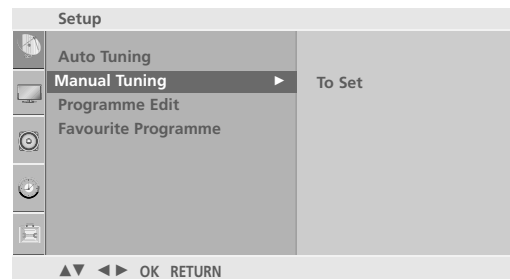 Setup
Auto Tuning
Manual Tuning ► To Set
Programme Edit
Favourite Programme
▲▼ ◄► OK RETURN